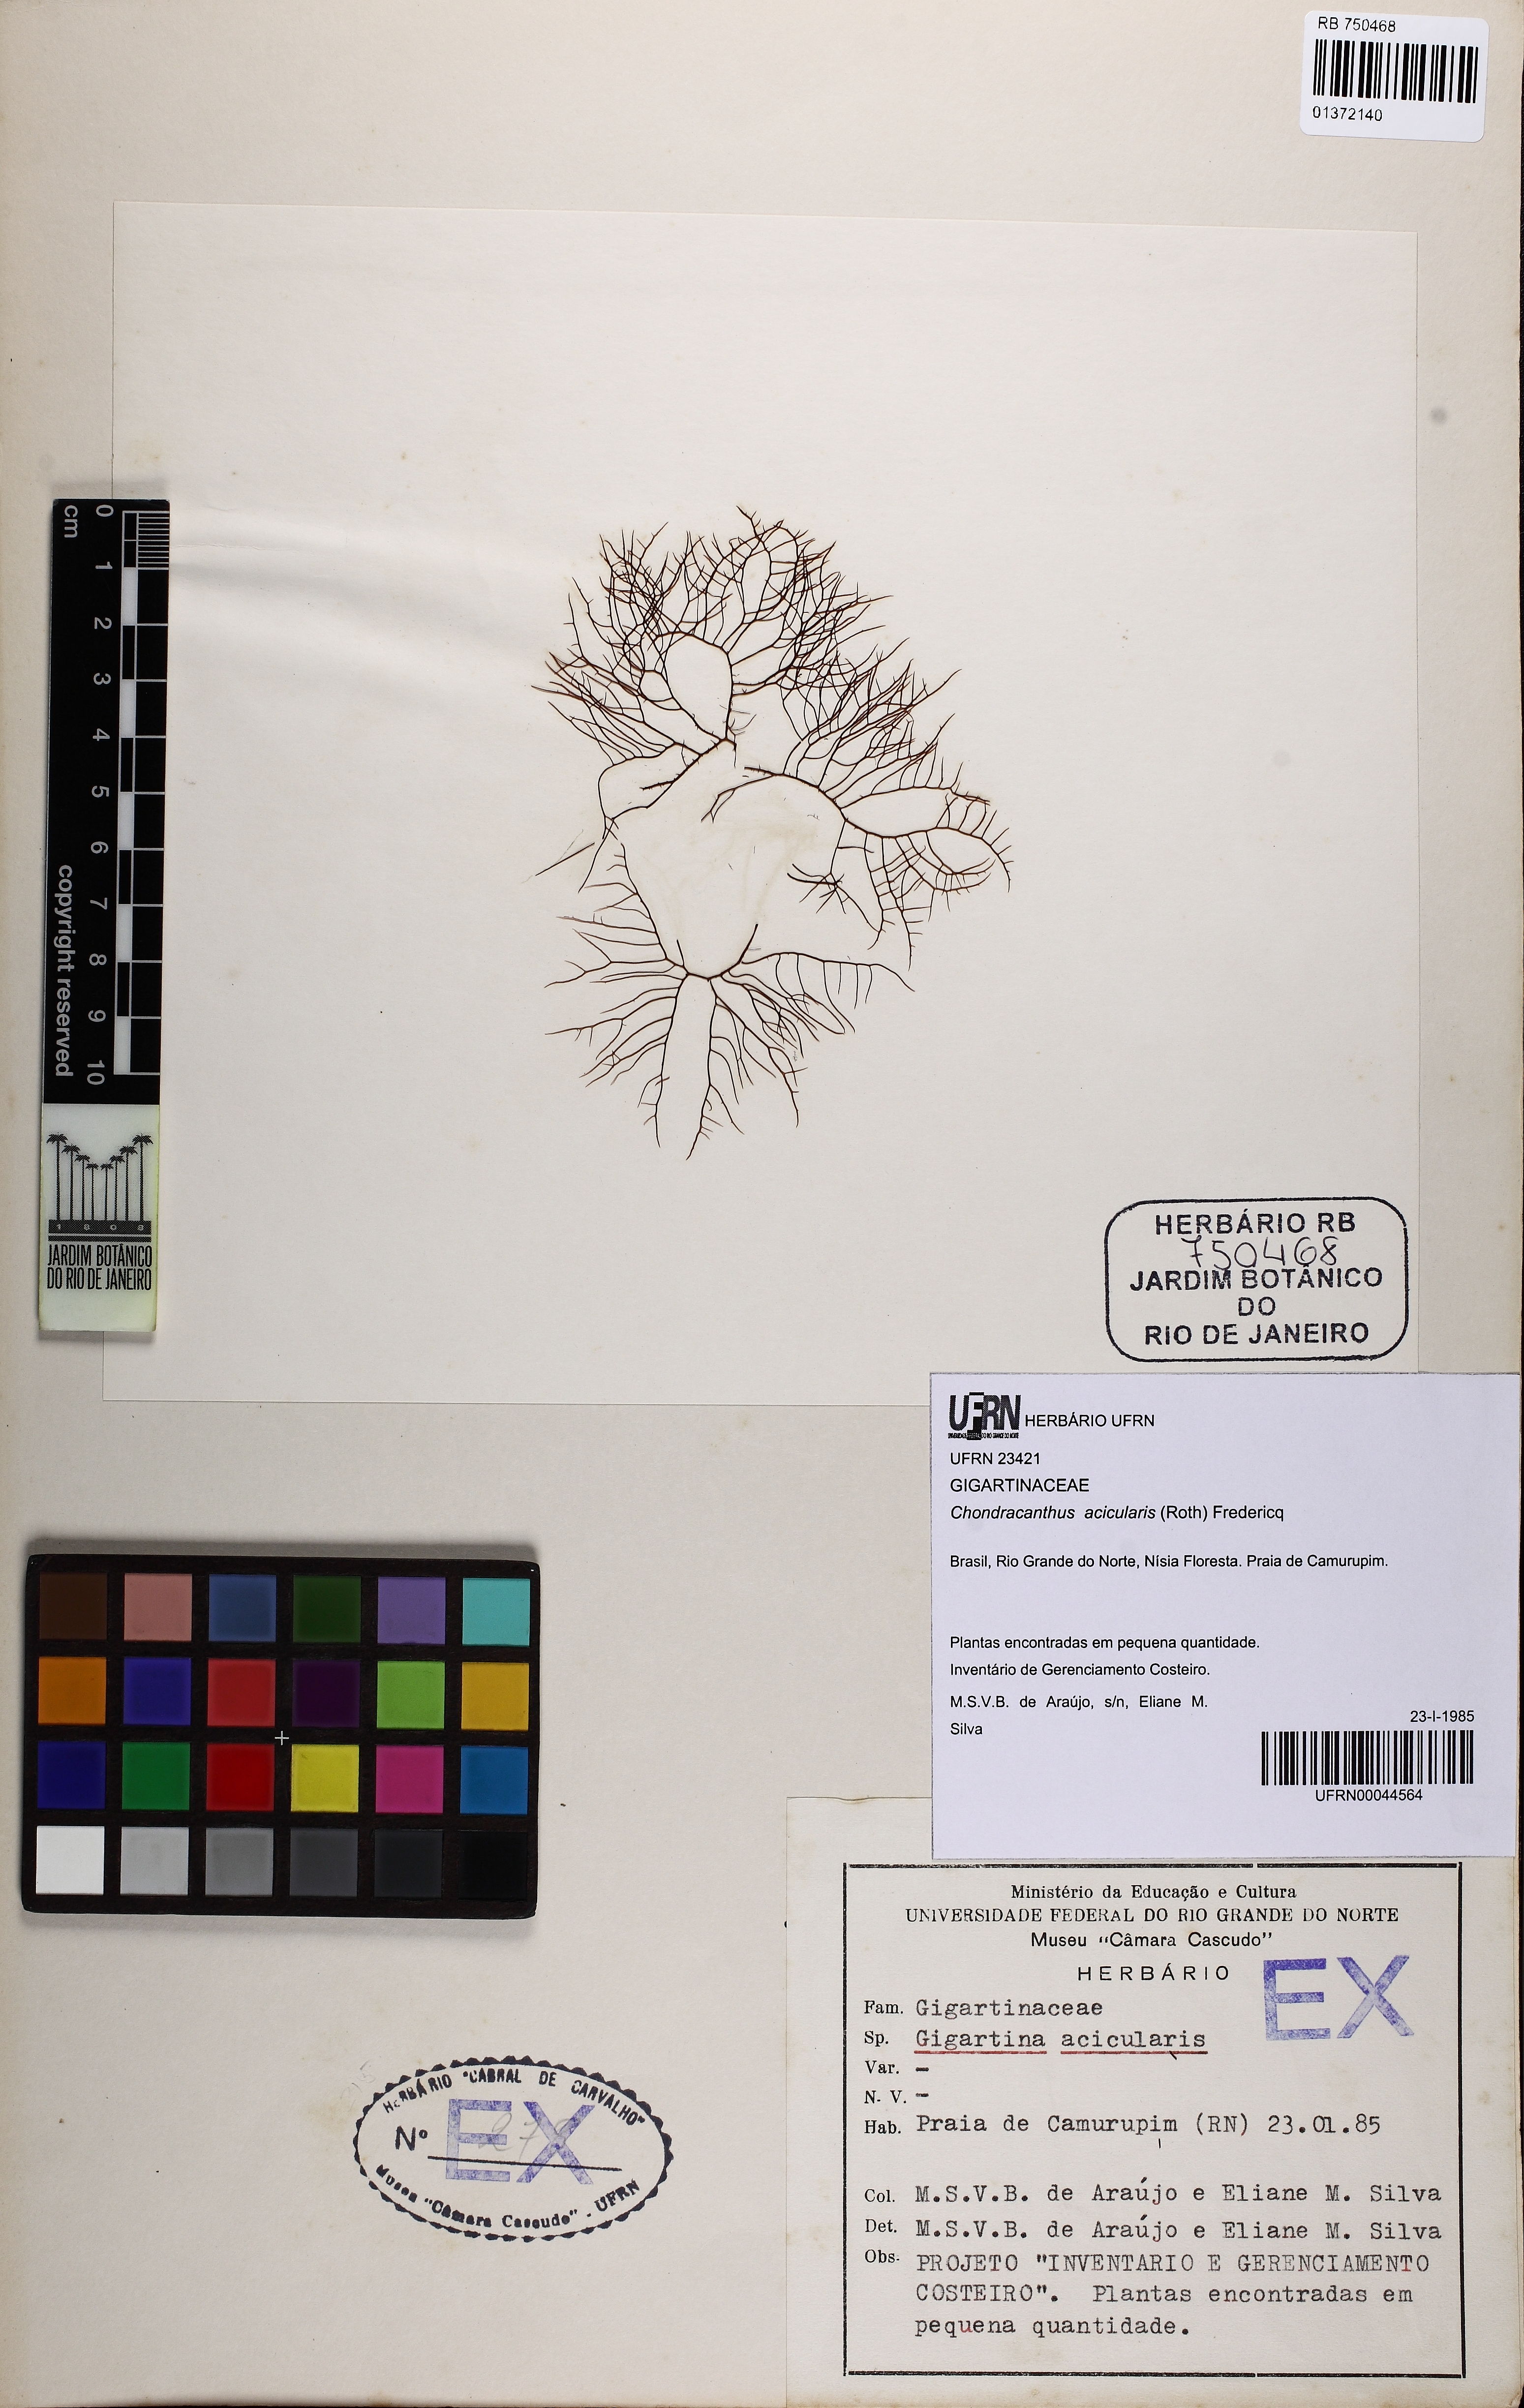 RB 750468
01372140
cm
0
1
2
3
4
5
6
7
8
9
10
copyright reserved
1 8 0 8
JARDIM BOTÂNICO
DO RIO DE JANEIRO
HERBÁRIO RB
750468
JARDIM BOTÂNICO
DO
RIO DE JANEIRO
UFRN HERBÁRIO UFRN
UFRN 23421
GIGARTINACEAE
Chondracanthus acicularis (Roth) Fredericq
Brasil, Rio Grande do Norte, Nísia Floresta. Praia de Camurupim.
Plantas encontradas em pequena quantidade.
Inventário de Gerenciamento Costeiro.
M.S.V.B. de Araújo, s/n, Eliane M.
Silva
23-I-1985
UFRN00044564
Ministério da Educação e Cultura
UNIVERSIDADE FEDERAL DO RIO GRANDE DO NORTE
Museu "Câmara Cascudo"
HERBÁRIO
EX
Fam. Gigartinaceae
Sp. Gigartina acicularis
Var. -
N. V. -
Hab. Praia de Camurupim (RN) 23.01.85
Col. M.S.V.B. de Araújo e Eliane M. Silva
Det. M.S.V.B. de Araújo e Eliane M. Silva
Obs. PROJETO "INVENTARIO E GERENCIAMENTO
COSTEIRO". Plantas encontradas em
pequena quantidade.
HERBÁRIO "CABRAL DE CARVALHO"
Nº
EX
Museu "Câmara Cascudo" - UFRN